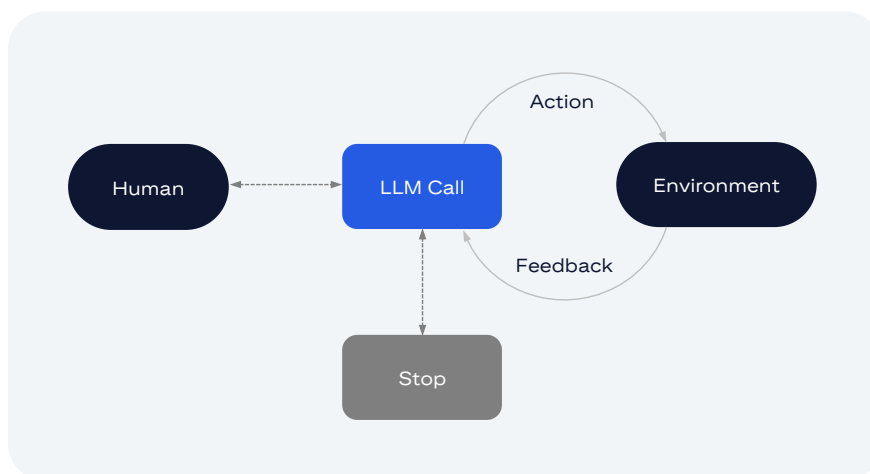 Action
Human
LLM Call
Environment
Feedback
Stop